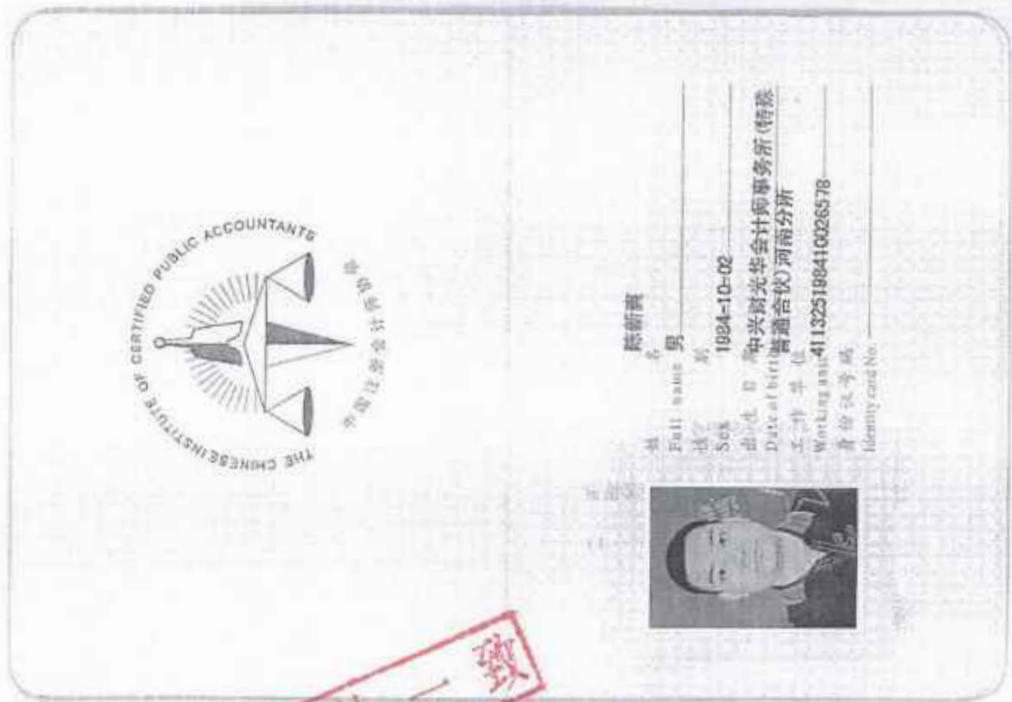 THE CHINESE INSTITUTE OF CERTIFIED PUBLIC ACCOUNTANTS
中国注册会计师协会
姓 名
Full name
男
性 别
Sex
1984-10-02
出 生 日 期
Date of birth
中兴财光华会计师事务所(特殊
普通合伙)河南分所
工 作 单 位
Working unit
411325198410026578
身份证号码
Identity card No.
一
致